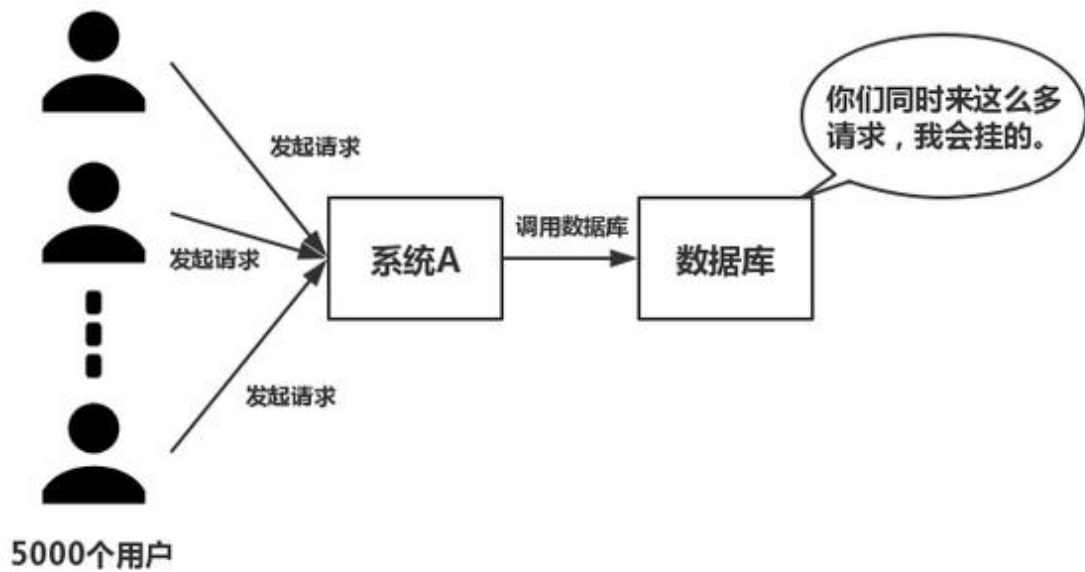 你们同时来这么多
请求，我会挂的。
发起请求
调用数据库
发起请求
系统A
数据库
发起请求
5000个用户